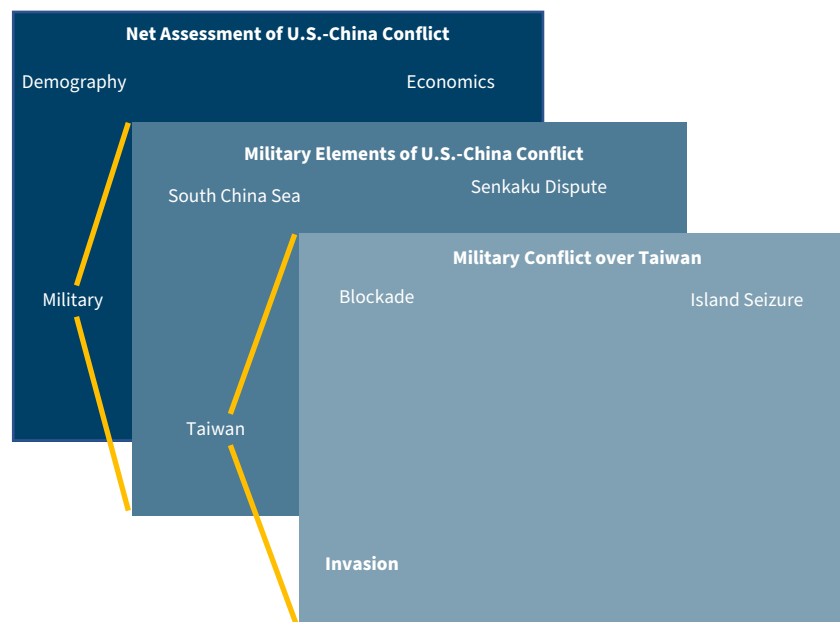 Net Assessment of U.S.-China Conflict
Demography
Economics
Military Elements of U.S.-China Conflict
South China Sea
Senkaku Dispute
Military Conflict over Taiwan
Blockade
Island Seizure
Military
Taiwan
Invasion